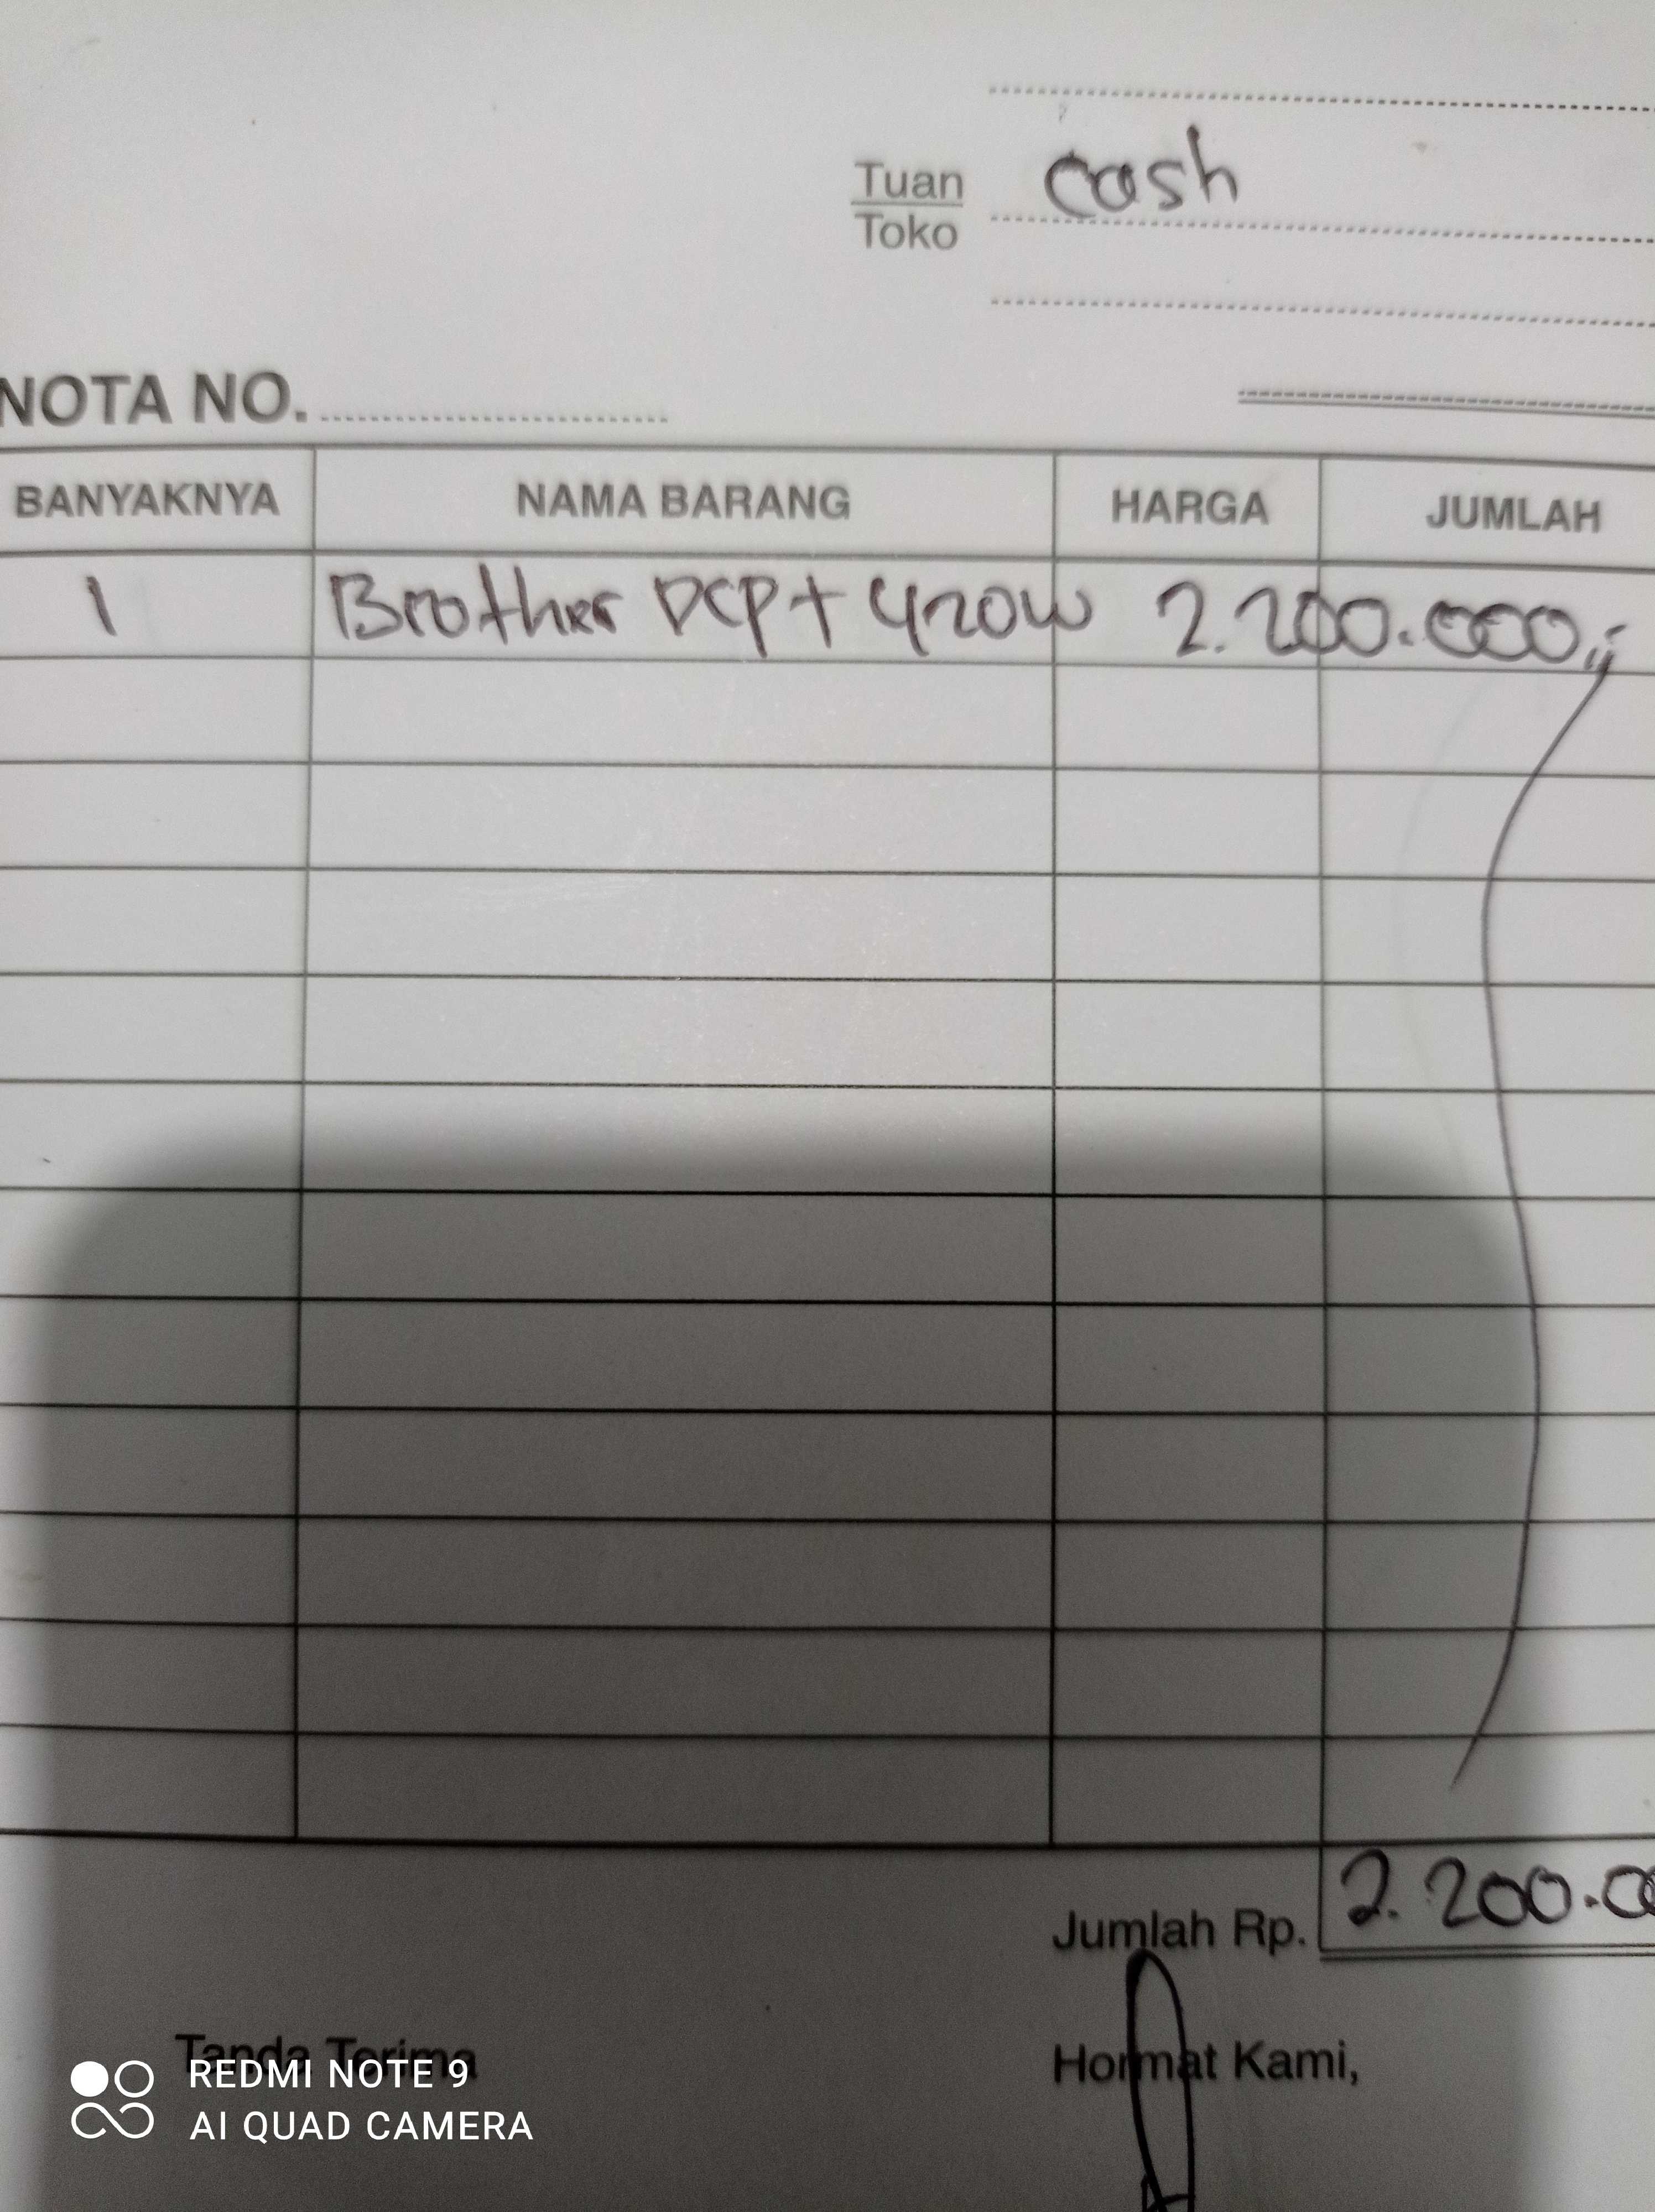 Tuan cash
Toko
NOTA NO.
BANYAKNYA NAMA BARANG HARGA JUMLAH
1 Brother DCP T 420W 2.200.000,-
Jumlah Rp. 2.200.00
Tanda Terima Hormat Kami,
REDMI NOTE 9
AI QUAD CAMERA